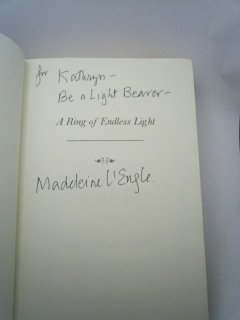 for Kathryn -
Be a Light Bearer -
A Ring of Endless Light
Madeleine L'Engle